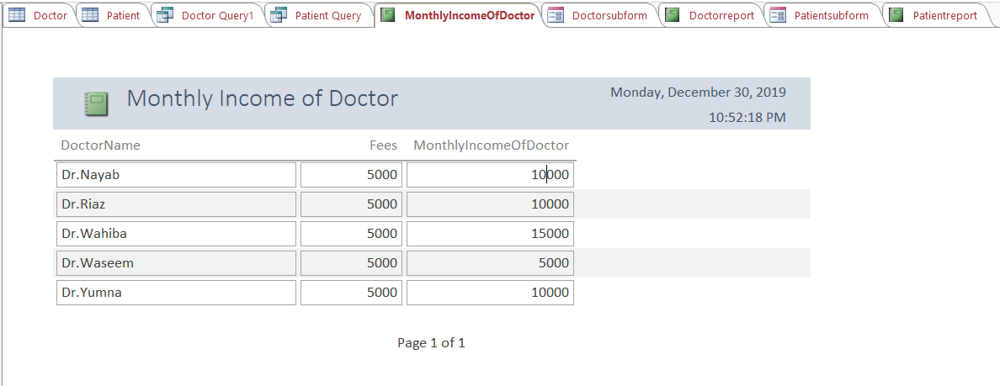 Doctor Patient Doctor Query1 Patient Query MonthlyIncomeOfDoctor Doctorsubform Doctorreport Patientsubform Patientreport
Monthly Income of Doctor Monday, December 30, 2019
10:52:18 PM
DoctorName Fees MonthlyIncomeOfDoctor
Dr.Nayab 5000 10000
Dr.Riaz 5000 10000
Dr.Wahiba 5000 15000
Dr.Waseem 5000 5000
Dr.Yumna 5000 10000
Page 1 of 1